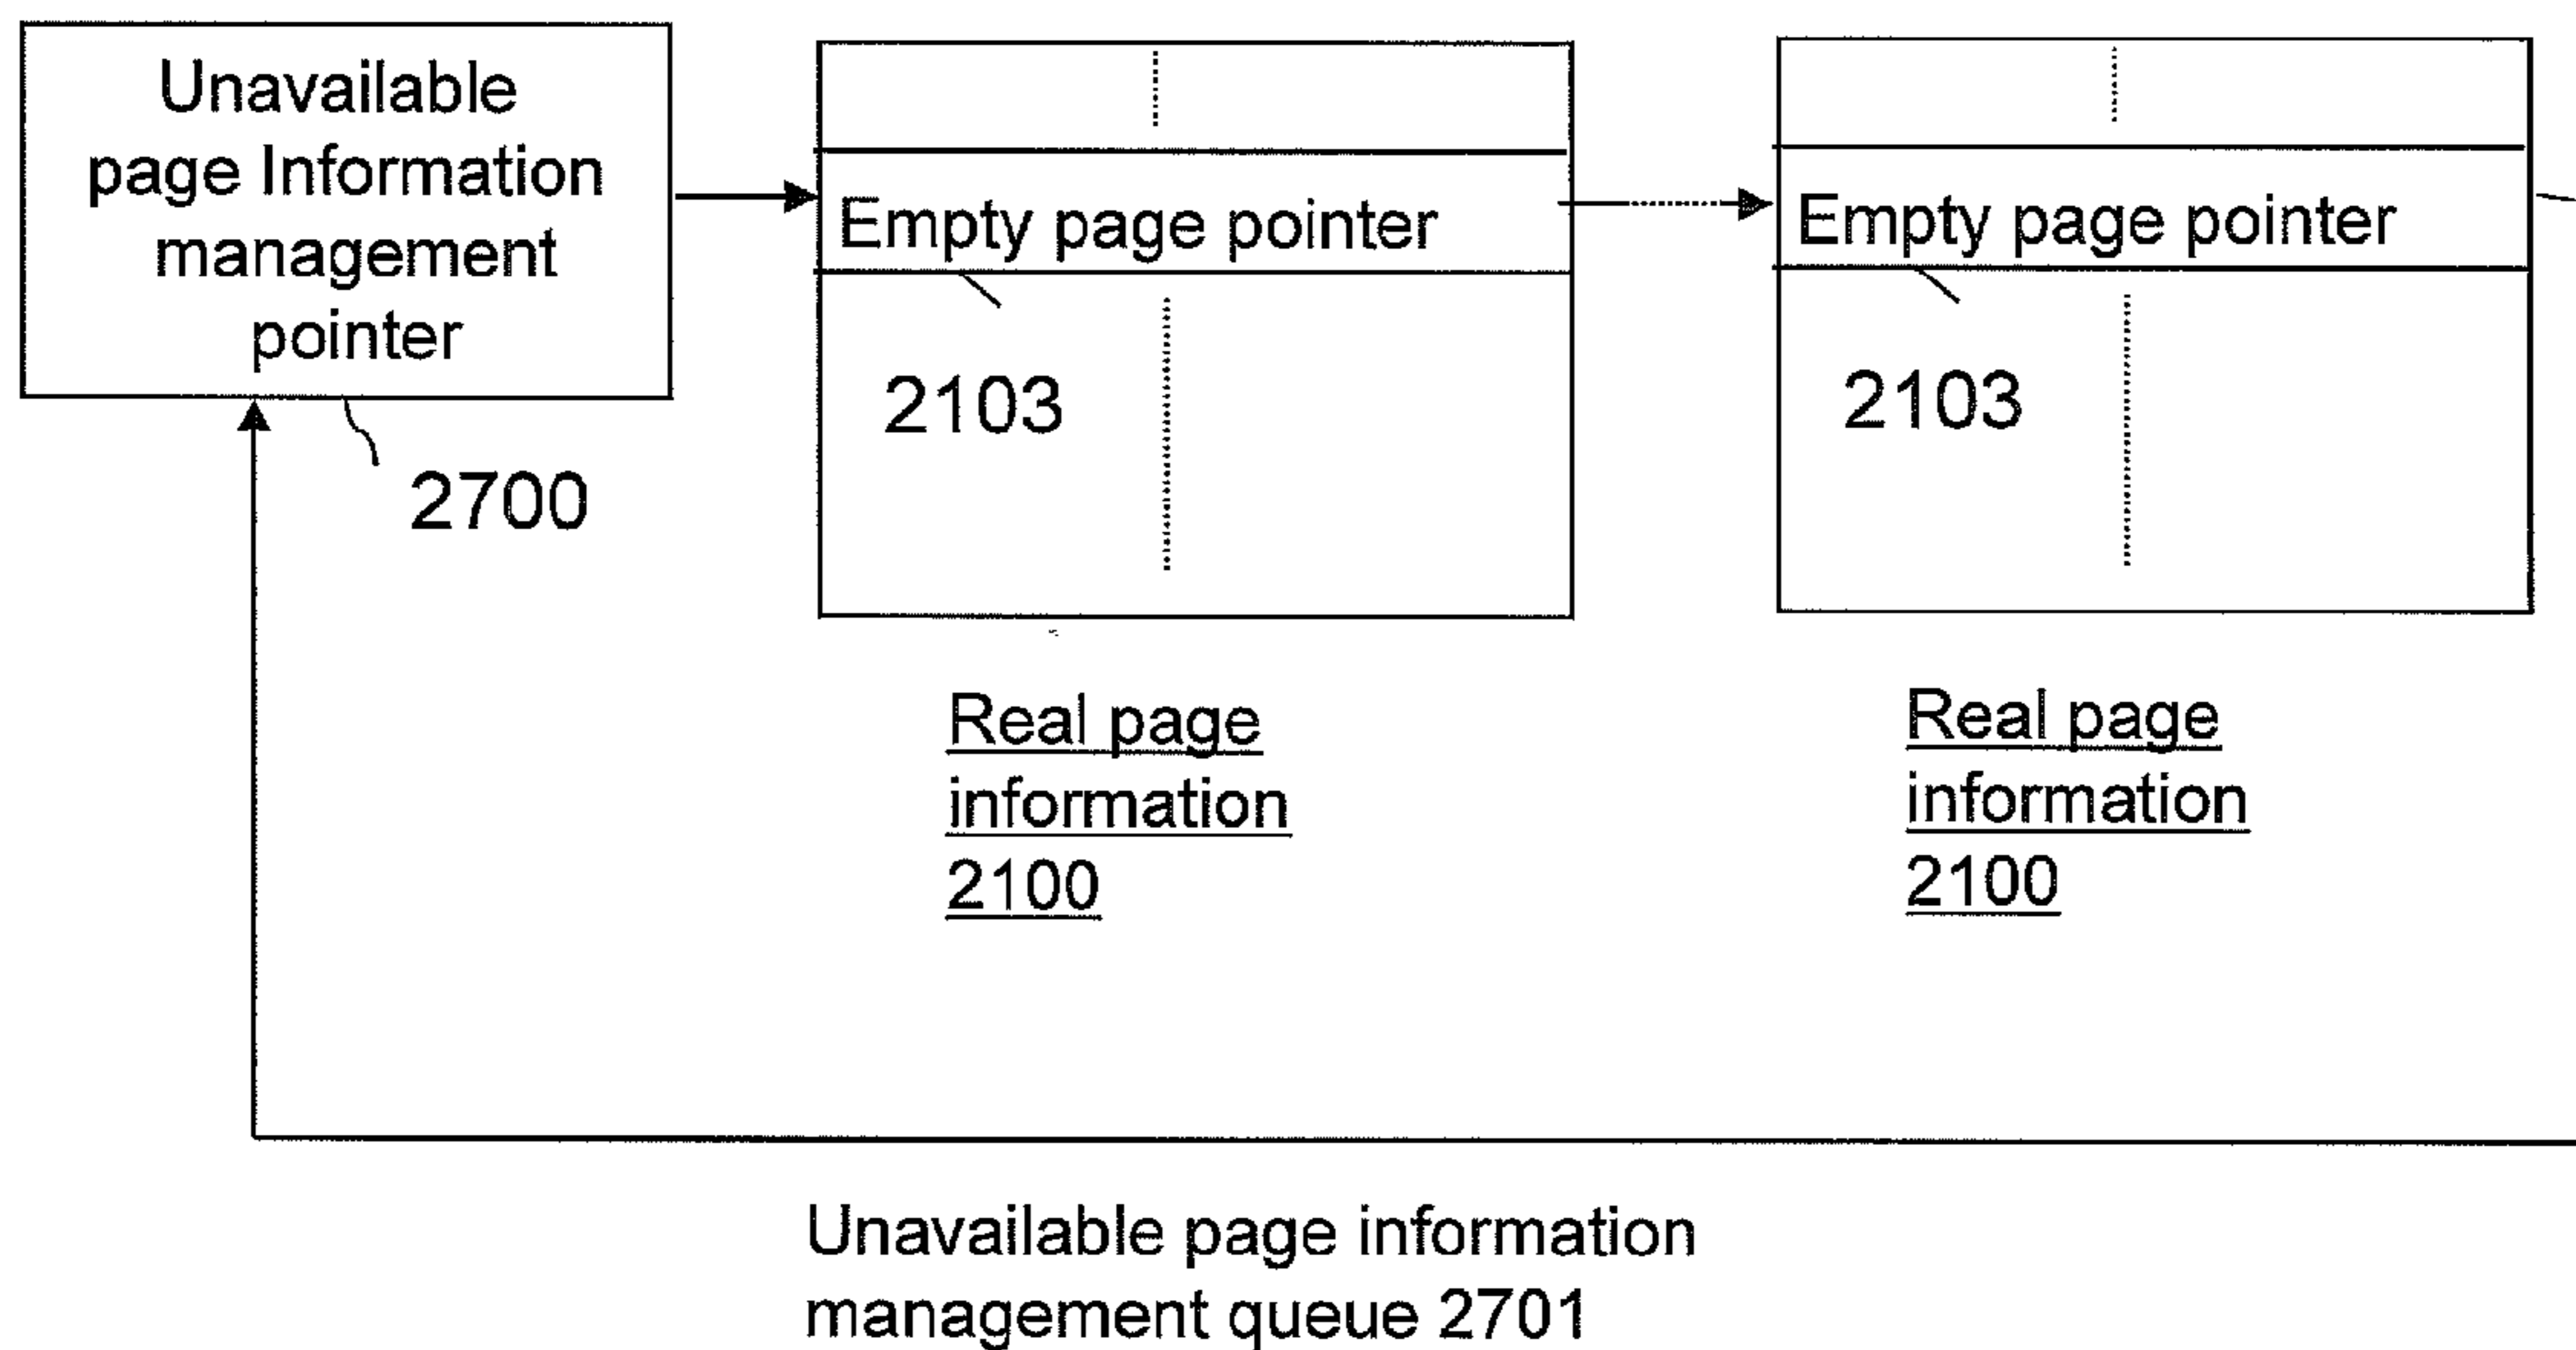 Unavailable
page Information
management
pointer
2700
Empty page pointer
2103
Empty page pointer
2103
Real page
information
2100
Real page
information
2100
Unavailable page information
management queue 2701